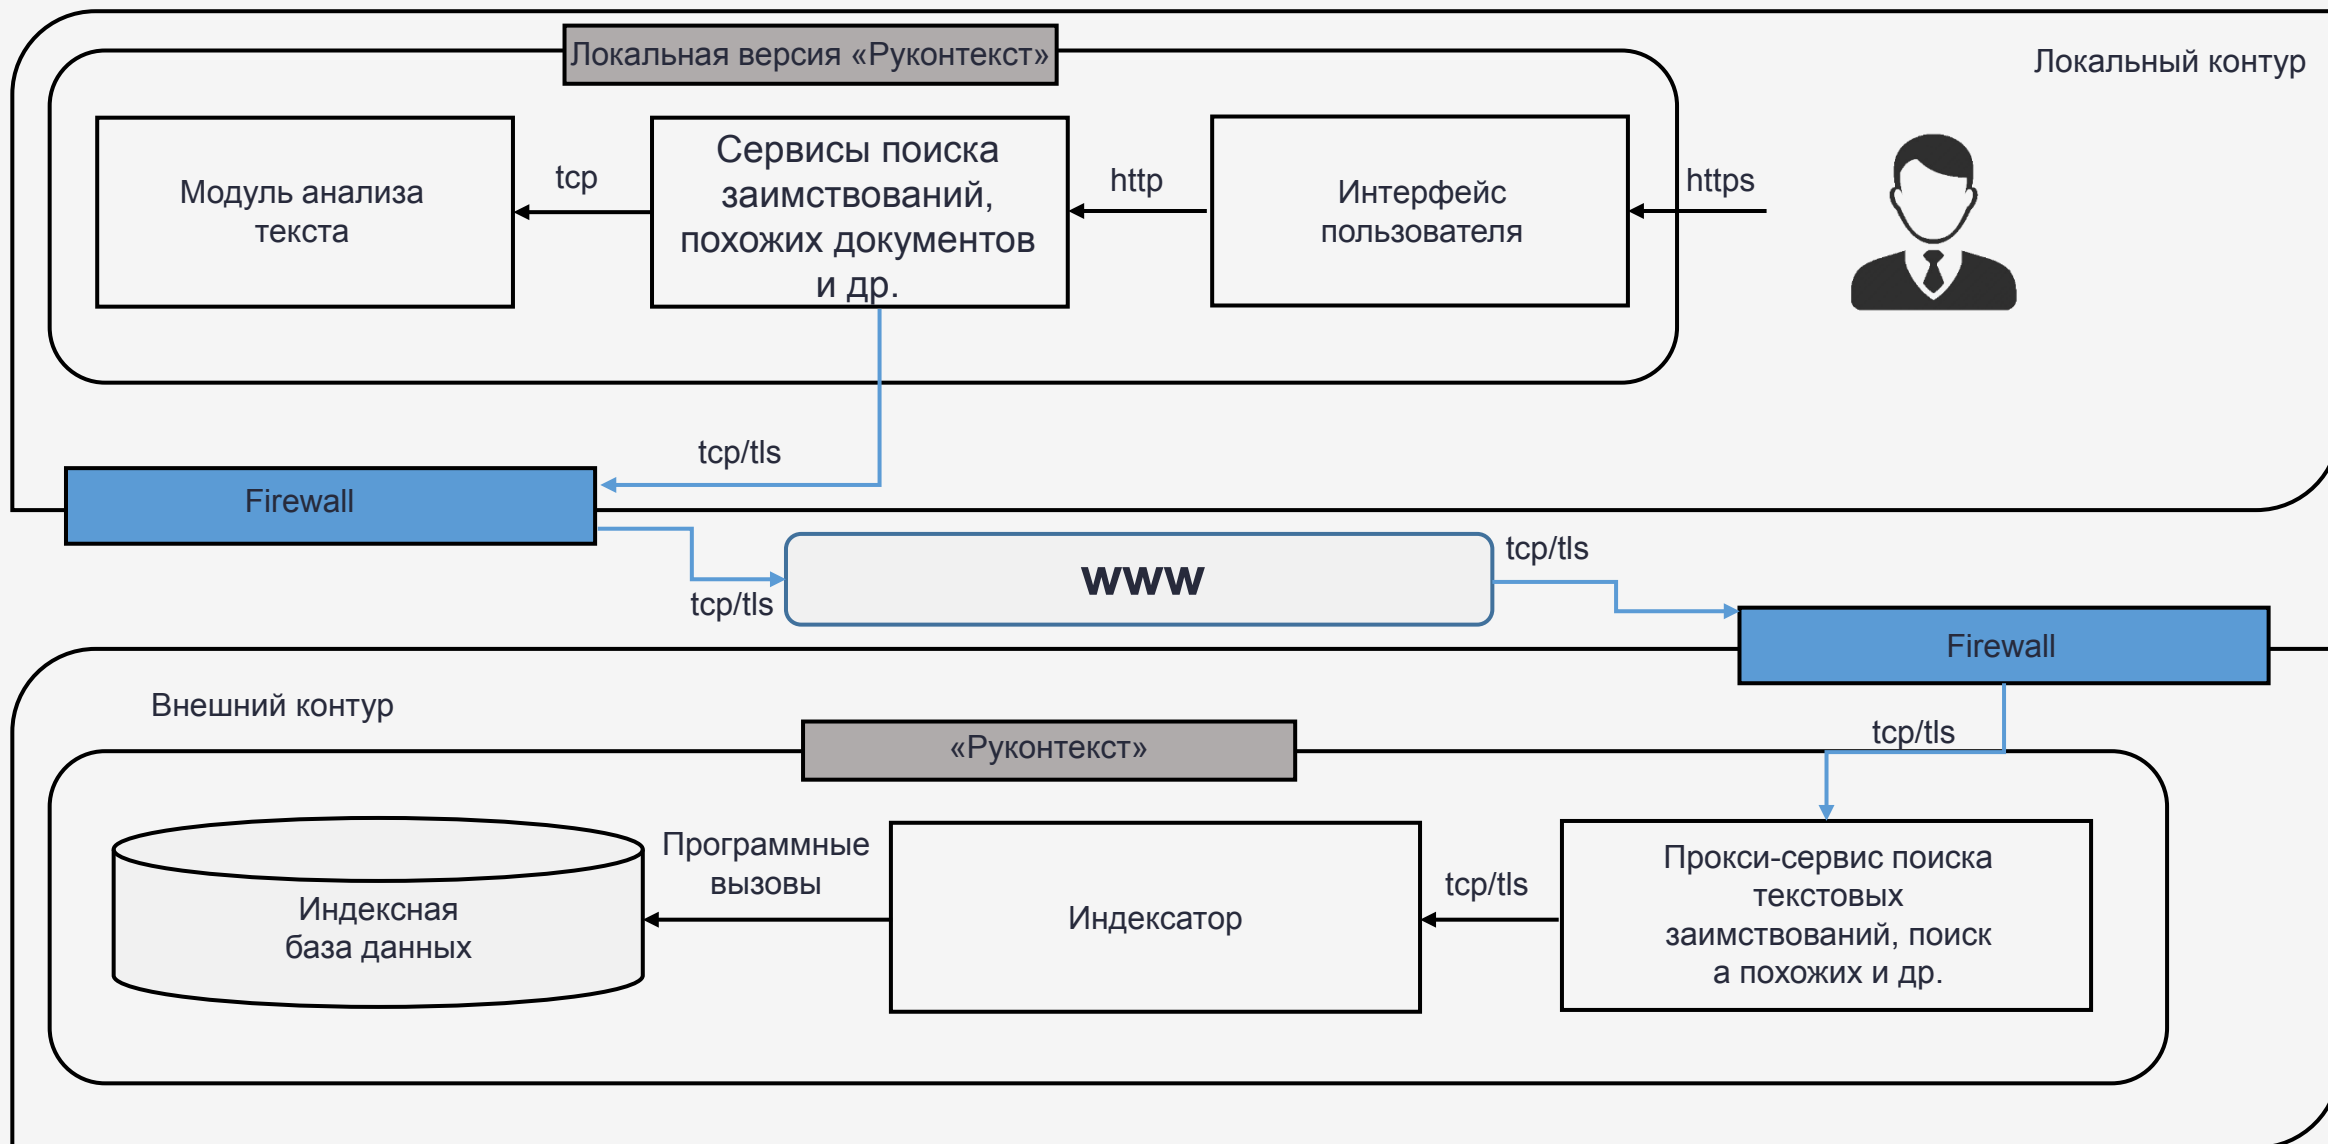 Локальная версия «Руконтекст»
Локальный контур
Модуль анализа
текста
tcp
Сервисы поиска
заимствований,
похожих документов
и др.
http
Интерфейс
пользователя
https
tcp/tls
Firewall
tcp/tls
www
tcp/tls
Firewall
Внешний контур
tcp/tls
«Руконтекст»
Индексная
база данных
Программные
вызовы
Индексатор
tcp/tls
Прокси-сервис поиска
текстовых
заимствований, поиск
а похожих и др.